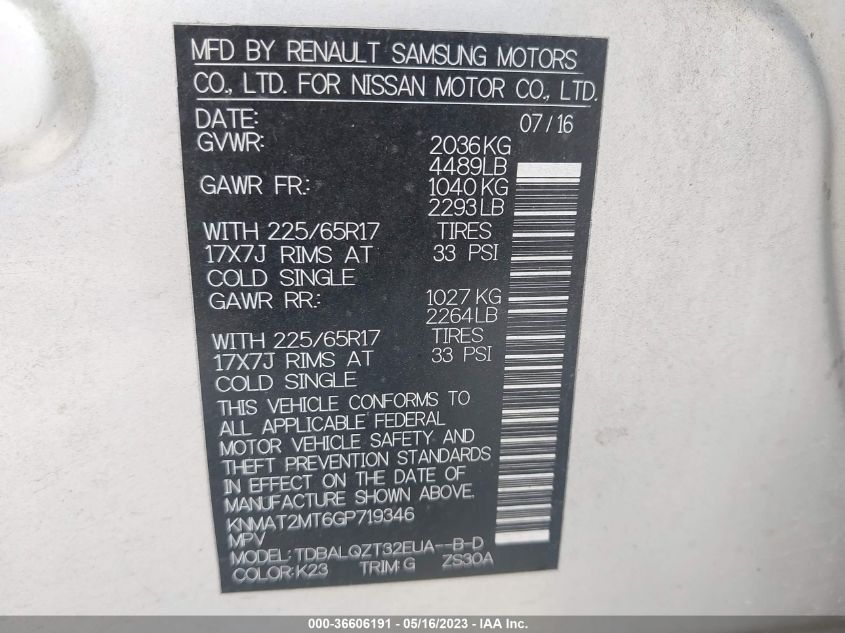 MFD BY RENAULT SAMSUNG MOTORS
CO., LTD. FOR NISSAN MOTOR CO., LTD.
DATE: 07/16
GVWR: 2036KG
4489LB
GAWR FR.: 1040KG
2293LB
WITH 225/65R17 TIRES
17X7J RIMS AT 33 PSI
COLD SINGLE
GAWR RR.: 1027KG
2264LB
WITH 225/65R17 TIRES
17X7J RIMS AT 33 PSI
COLD SINGLE
THIS VEHICLE CONFORMS TO
ALL APPLICABLE FEDERAL
MOTOR VEHICLE SAFETY AND
THEFT PREVENTION STANDARDS
IN EFFECT ON THE DATE OF
MANUFACTURE SHOWN ABOVE.
KNMAT2MT6GP719346
MPV
MODEL: TDBALQZT32EUA--B-D
COLOR: K23 TRIM: G ZS30A
000-36606191 - 05/16/2023 - IAA Inc.